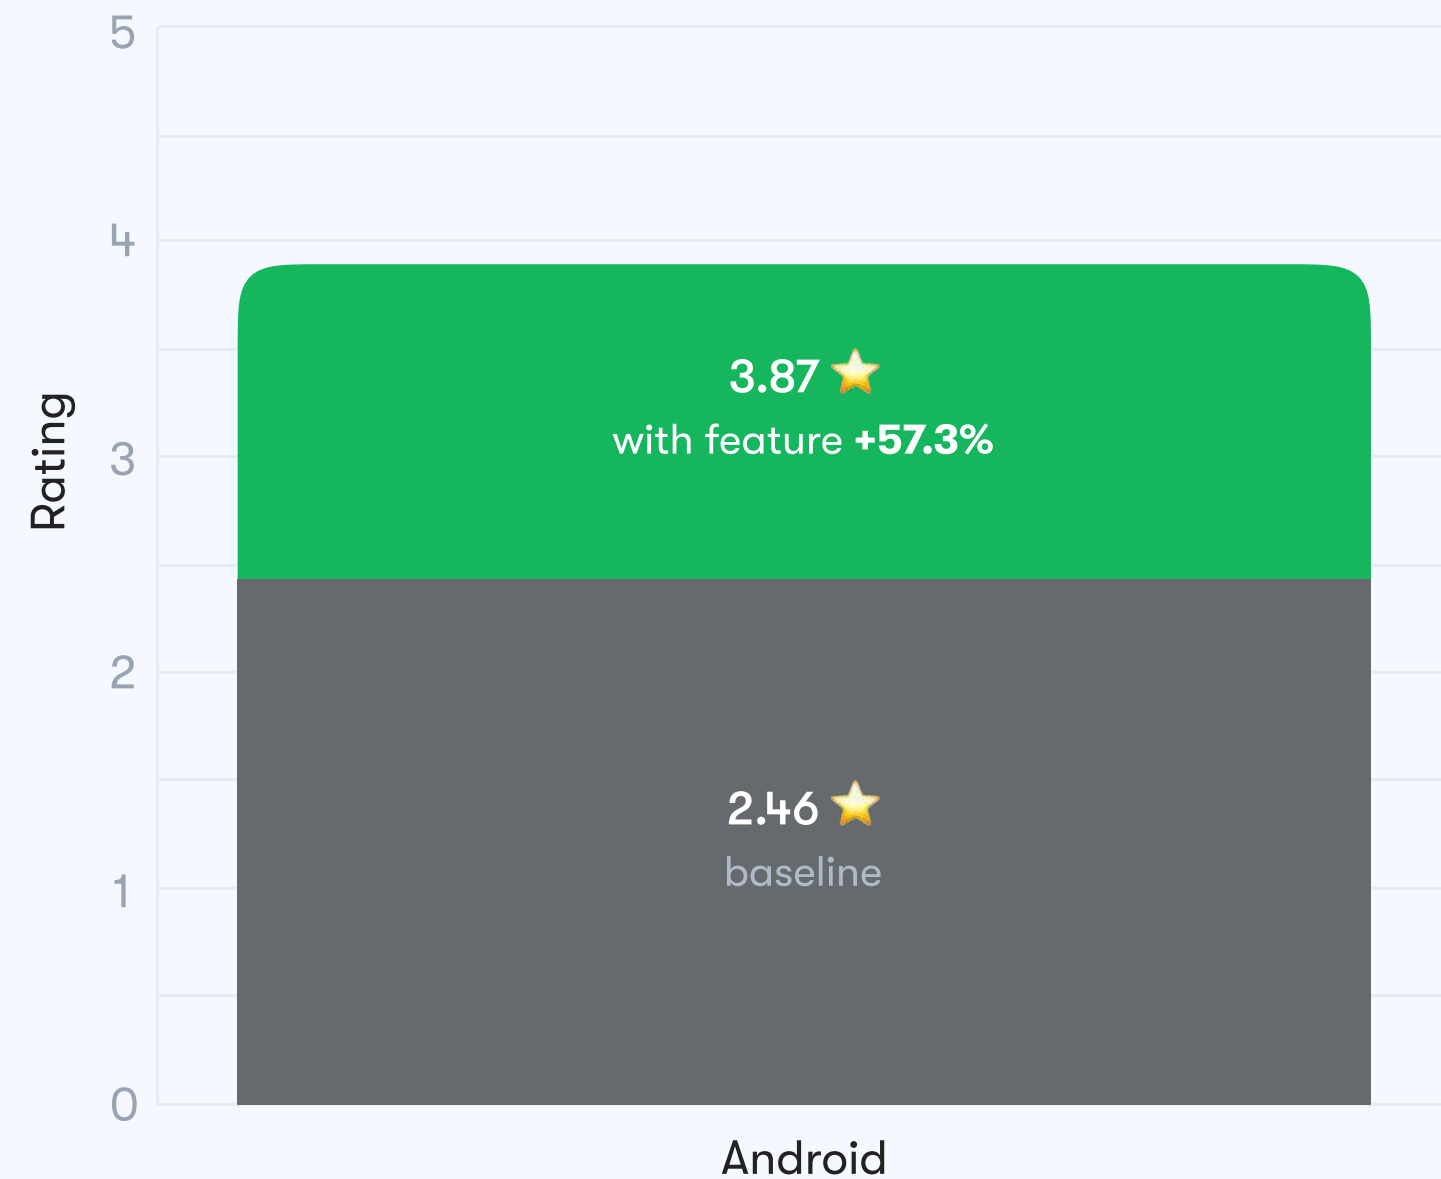 5
4
3
2
1
0
Rating
3.87 ⭐
with feature +57.3%
2.46 ⭐
baseline
Android